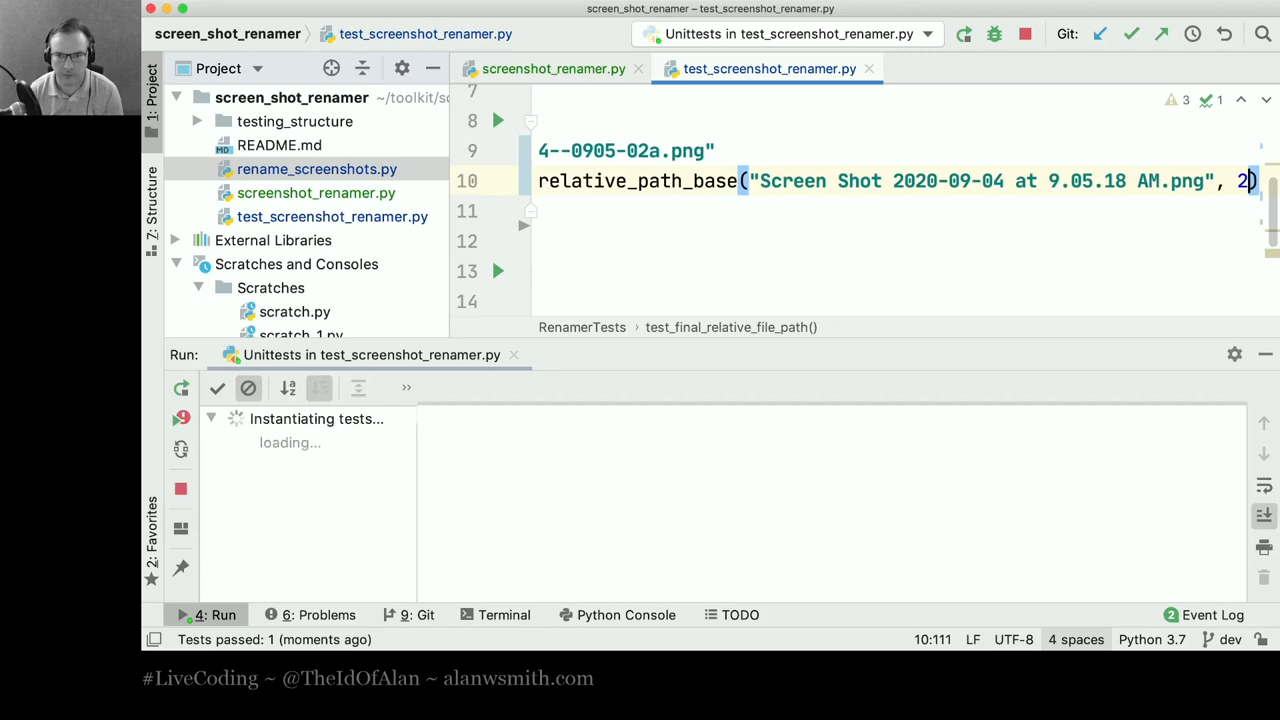 screen_shot_renamer – test_screenshot_renamer.py
screen_shot_renamer
test_screenshot_renamer.py
Unittests in test_screenshot_renamer.py
Git:
1: Project
Project
screenshot_renamer.py
test_screenshot_renamer.py
screen_shot_renamer ~/toolkit/sc
testing_structure
README.md
rename_screenshots.py
screenshot_renamer.py
test_screenshot_renamer.py
External Libraries
Scratches and Consoles
Scratches
scratch.py
scratch_1.py
7: Structure
2: Favorites
3
1
7
8
9 4--0905-02a.png"
10 relative_path_base("Screen Shot 2020-09-04 at 9.05.18 AM.png", 2)
11
12
13
14
RenamerTests › test_final_relative_file_path()
Run: Unittests in test_screenshot_renamer.py
Instantiating tests...
loading...
4: Run
6: Problems
9: Git
Terminal
Python Console
TODO
2 Event Log
Tests passed: 1 (moments ago)
10:111 LF UTF-8 4 spaces Python 3.7 dev
#LiveCoding ~ @TheIdOfAlan ~ alanwsmith.com